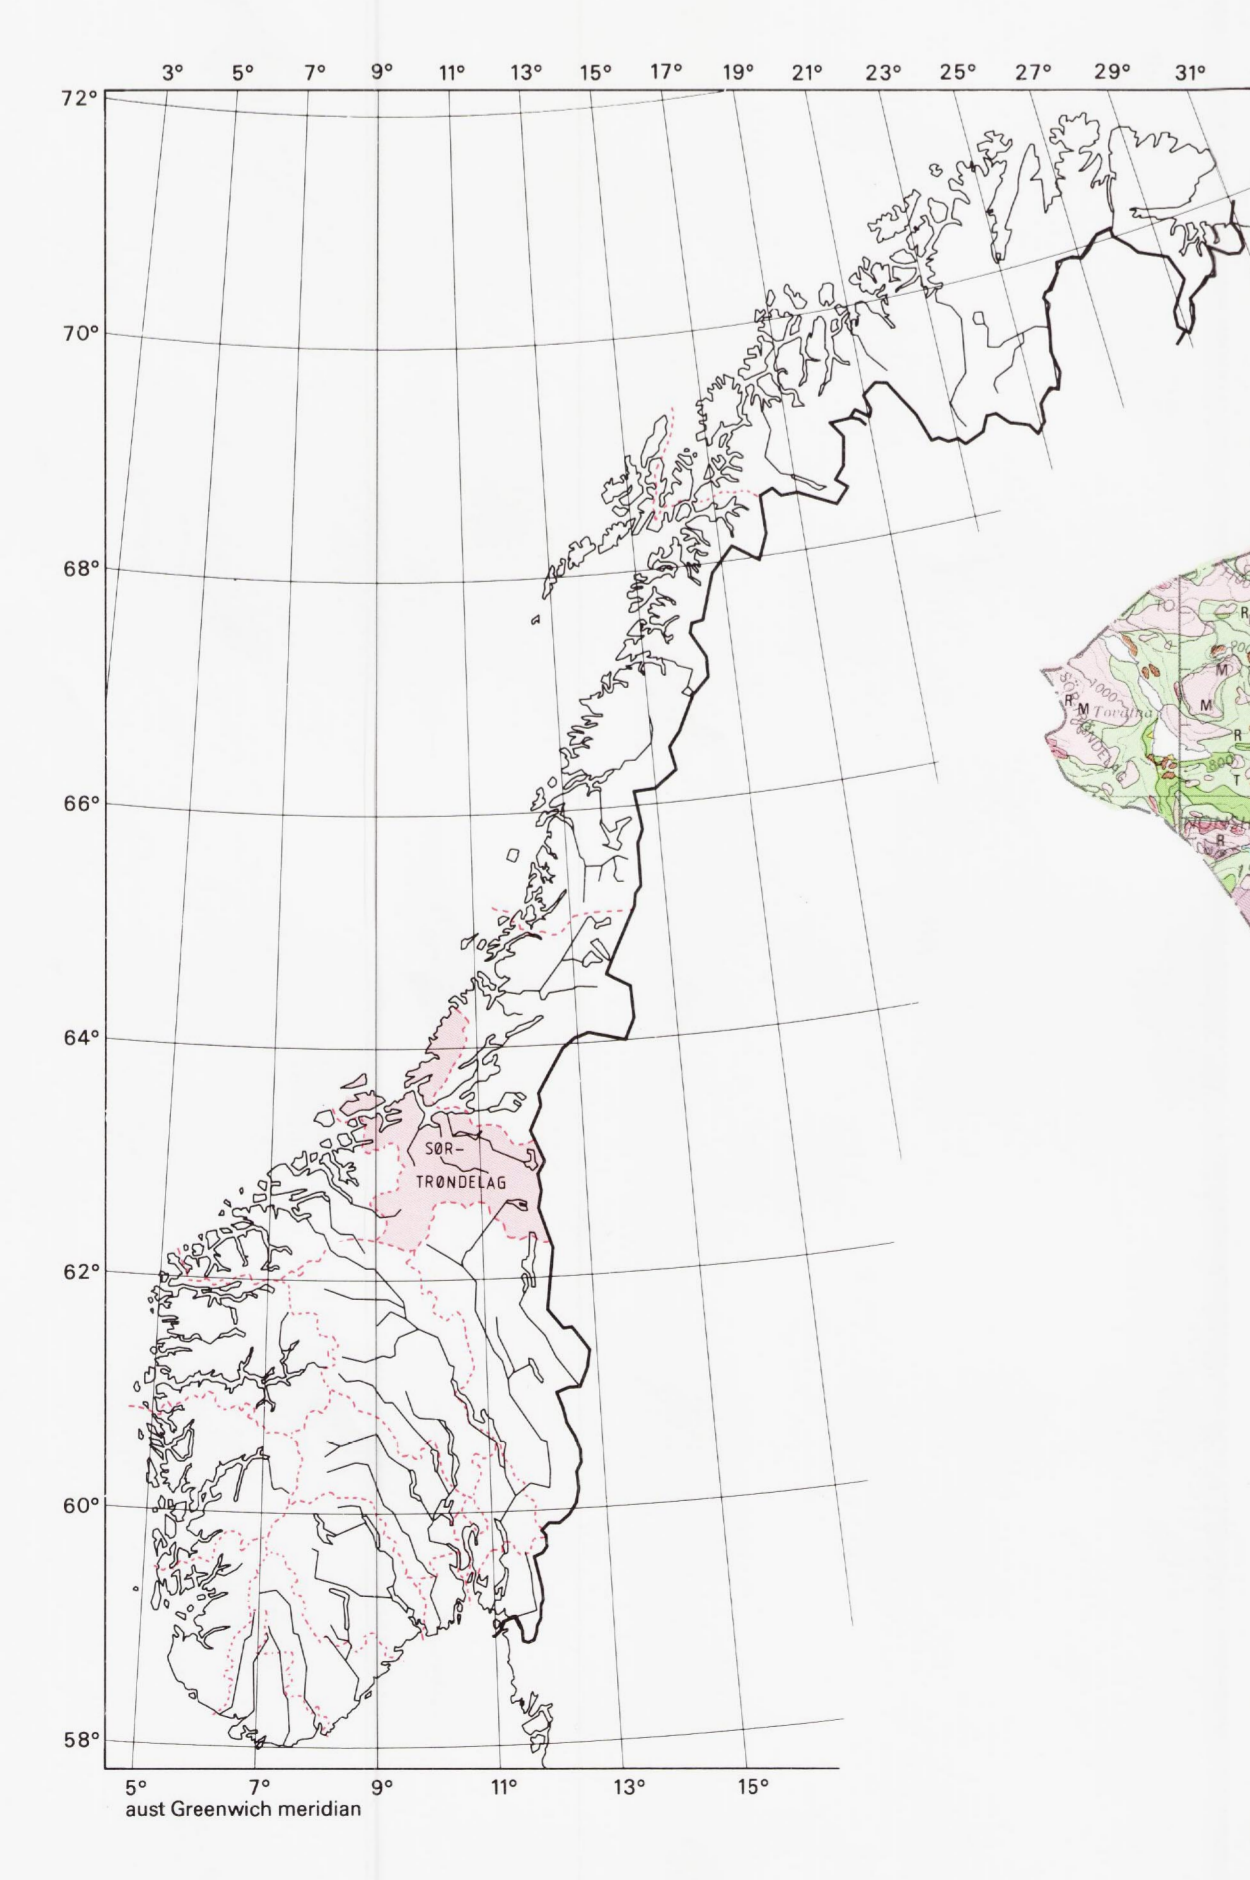 3° 5° 7° 9° 11° 13° 15° 17° 19° 21° 23° 25° 27° 29° 31°
72°
70°
68°
TO
R
M
1000
R M
Tovatna
M
R
800
T
R
66°
64°
SØR-
TRØNDELAG
62°
60°
58°
5° 7° 9° 11° 13° 15°
aust Greenwich meridian